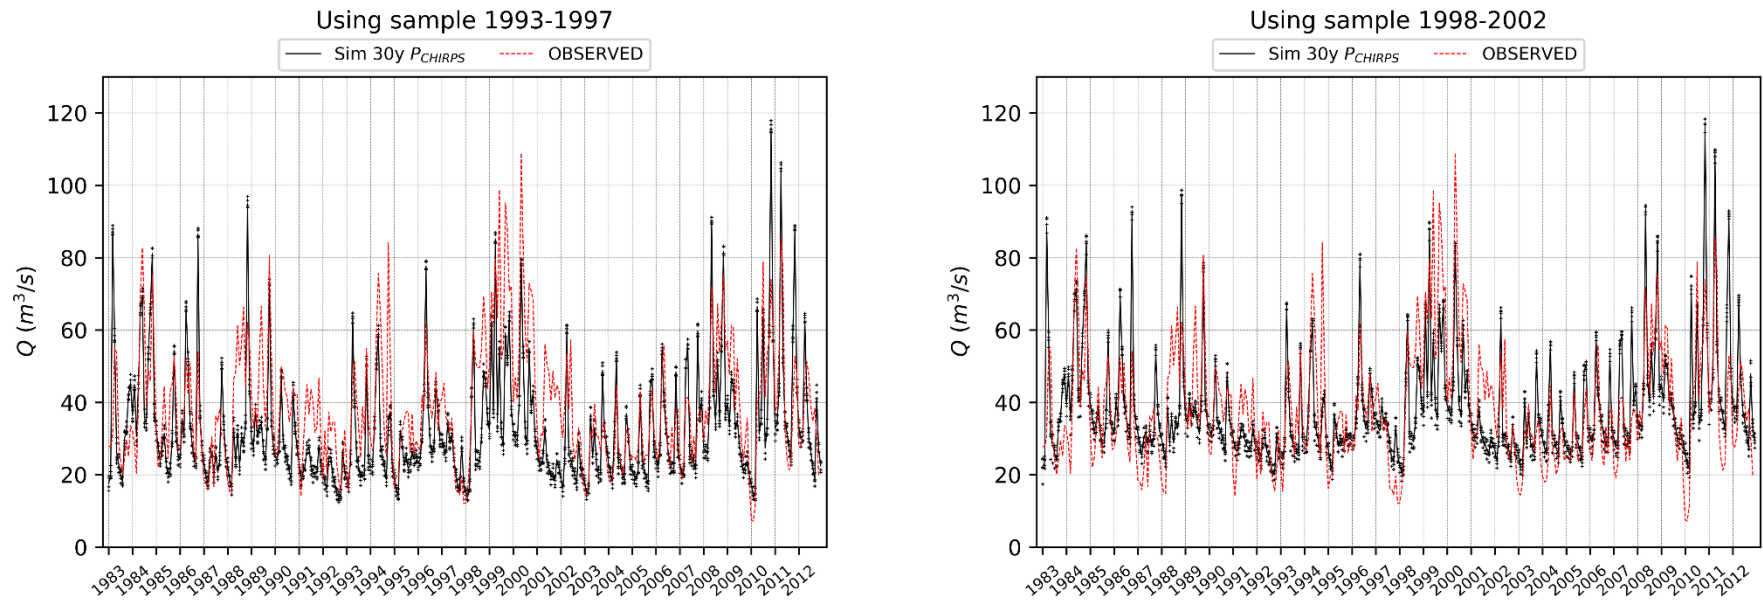 Using sample 1993-1997
Sim 30y P_CHIRPS OBSERVED
Q (m³/s)
120
100
80
60
40
20
0
1983 1984 1985 1986 1987 1988 1989 1990 1991 1992 1993 1994 1995 1996 1997 1998 1999 2000 2001 2002 2003 2004 2005 2006 2007 2008 2009 2010 2011 2012
Using sample 1998-2002
Sim 30y P_CHIRPS OBSERVED
Q (m³/s)
120
100
80
60
40
20
0
1983 1984 1985 1986 1987 1988 1989 1990 1991 1992 1993 1994 1995 1996 1997 1998 1999 2000 2001 2002 2003 2004 2005 2006 2007 2008 2009 2010 2011 2012